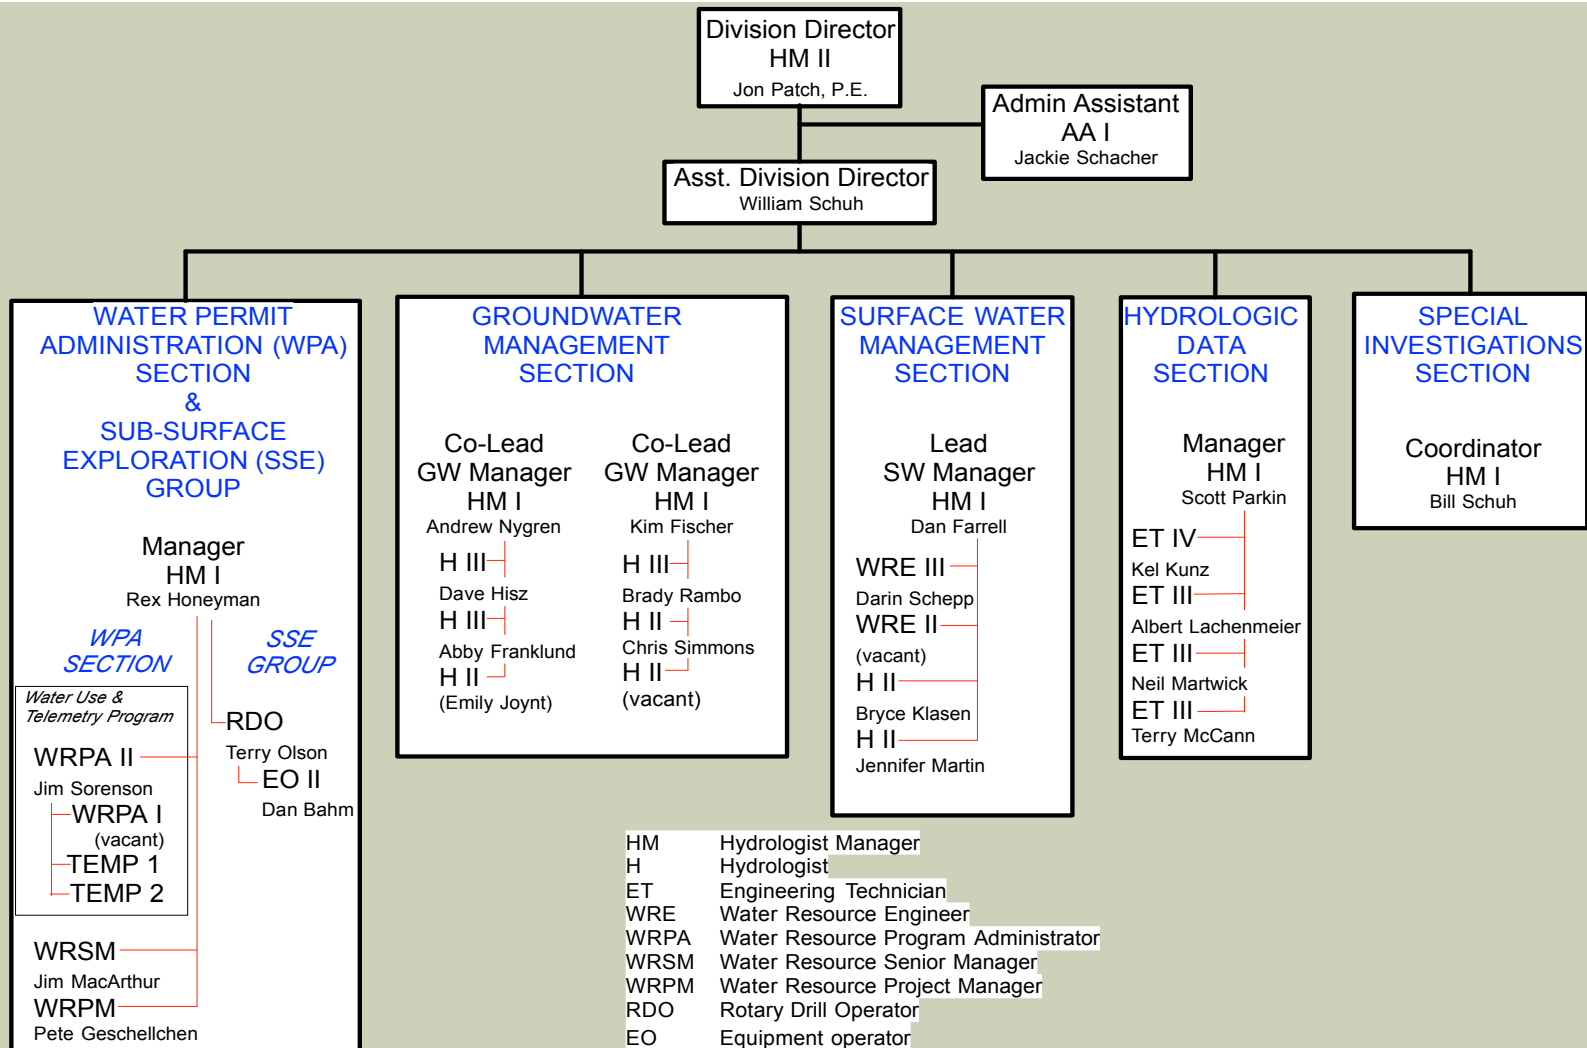 Division Director
HM II
Jon Patch, P.E.
Admin Assistant
AA I
Jackie Schacher
Asst. Division Director
William Schuh
WATER PERMIT
ADMINISTRATION (WPA)
SECTION
&
SUB-SURFACE
EXPLORATION (SSE)
GROUP
Manager
HM I
Rex Honeyman
WPA
SECTION
SSE
GROUP
Water Use &
Telemetry Program
WRPA II
Jim Sorenson
WRPA I
(vacant)
TEMP 1
TEMP 2
WRSM
Jim MacArthur
WRPM
Pete Geschellchen
RDO
Terry Olson
EO II
Dan Bahm
GROUNDWATER
MANAGEMENT
SECTION
Co-Lead
GW Manager
HM I
Andrew Nygren
H III
Dave Hisz
H III
Abby Franklund
H II
(Emily Joynt)
Co-Lead
GW Manager
HM I
Kim Fischer
H III
Brady Rambo
H II
Chris Simmons
H II
(vacant)
SURFACE WATER
MANAGEMENT
SECTION
Lead
SW Manager
HM I
Dan Farrell
WRE III
Darin Schepp
WRE II
(vacant)
H II
Bryce Klasen
H II
Jennifer Martin
HYDROLOGIC
DATA
SECTION
Manager
HM I
Scott Parkin
ET IV
Kel Kunz
ET III
Albert Lachenmeier
ET III
Neil Martwick
ET III
Terry McCann
SPECIAL
INVESTIGATIONS
SECTION
Coordinator
HM I
Bill Schuh
HM Hydrologist Manager
H Hydrologist
ET Engineering Technician
WRE Water Resource Engineer
WRPA Water Resource Program Administrator
WRSM Water Resource Senior Manager
WRPM Water Resource Project Manager
RDO Rotary Drill Operator
EO Equipment operator